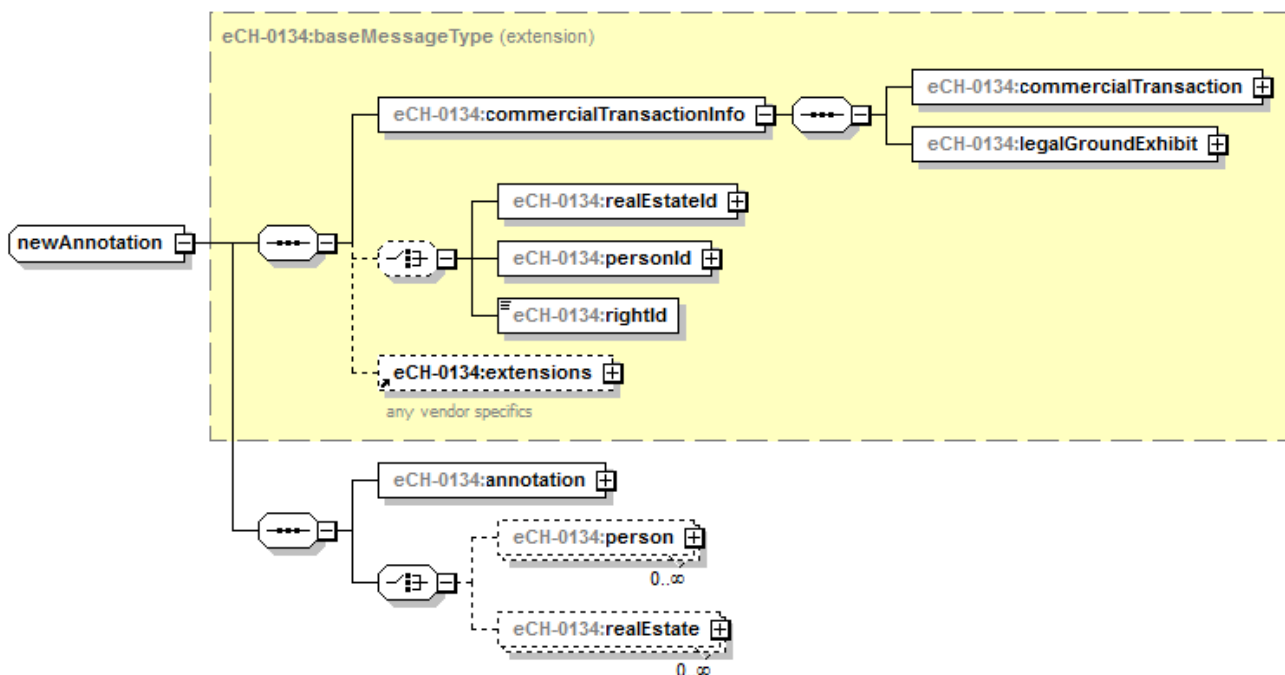 eCH-0134:baseMessageType (extension)
eCH-0134:commercialTransaction
eCH-0134:commercialTransactionInfo
eCH-0134:legalGroundExhibit
eCH-0134:realEstateId
newAnnotation
eCH-0134:personId
eCH-0134:rightId
eCH-0134:extensions
any vendor specifics
eCH-0134:annotation
eCH-0134:person
0..∞
eCH-0134:realEstate
0..∞